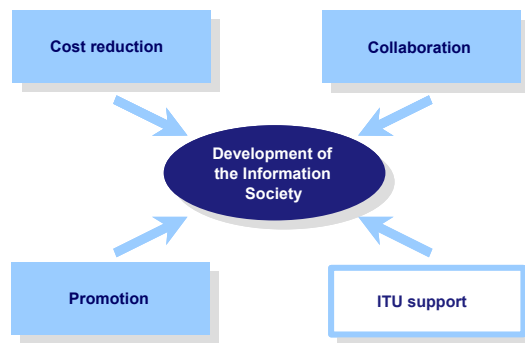 Cost reduction
Collaboration
Development of
the Information
Society
Promotion
ITU support